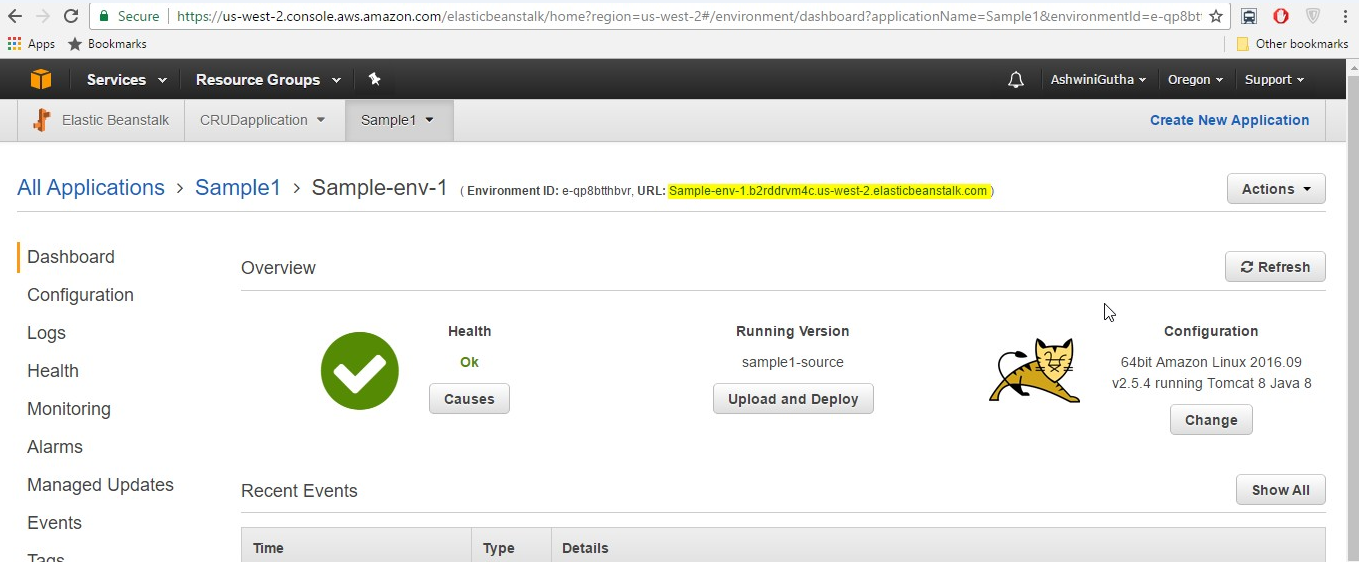 Secure https://us-west-2.console.aws.amazon.com/elasticbeanstalk/home?region=us-west-2#/environment/dashboard?applicationName=Sample1&environmentId=e-qp8bt
Apps Bookmarks Other bookmarks
Services Resource Groups AshwiniGutha Oregon Support
Elastic Beanstalk CRUDapplication Sample1 Create New Application
All Applications > Sample1 > Sample-env-1 ( Environment ID: e-qp8btthbvr, URL: Sample-env-1.b2rddrvm4c.us-west-2.elasticbeanstalk.com ) Actions
Dashboard
Overview Refresh
Configuration
Logs
Health
Monitoring
Alarms
Managed Updates
Events
Tags
Health
Ok
Causes
Running Version
sample1-source
Upload and Deploy
Configuration
64bit Amazon Linux 2016.09
v2.5.4 running Tomcat 8 Java 8
Change
Recent Events Show All
Time Type Details